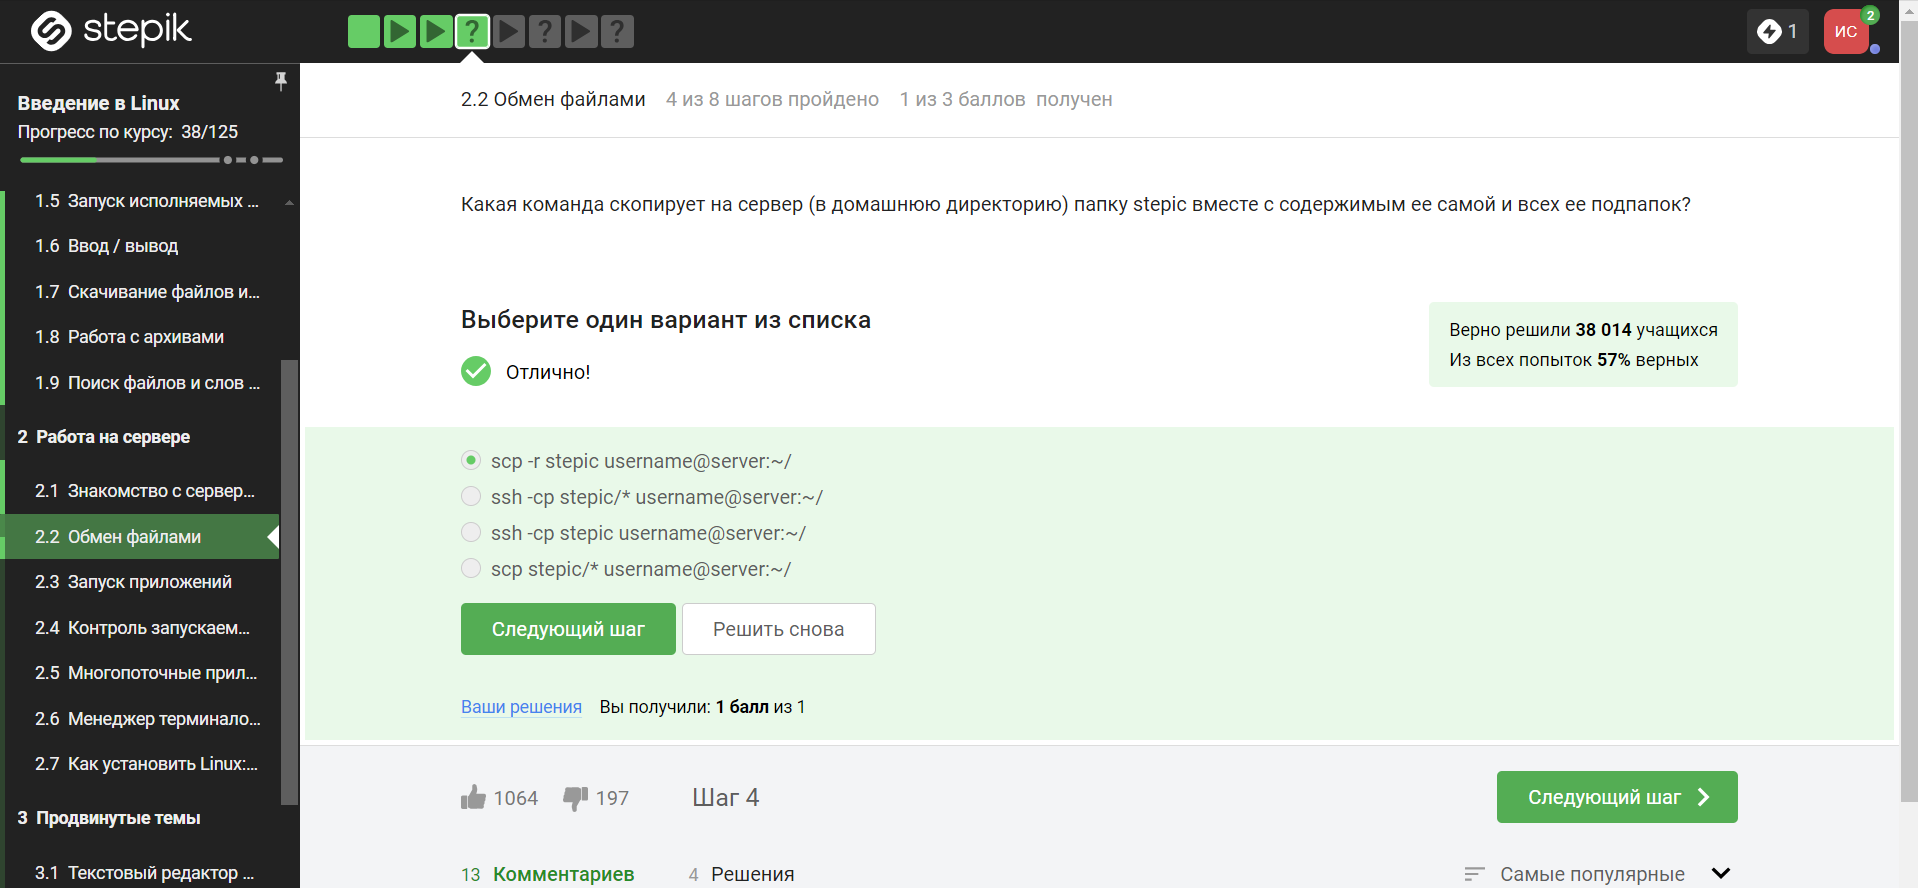 stepik
?
?
?
1
ИС
2
Введение в Linux
Прогресс по курсу: 38/125
1.5 Запуск исполняемых ...
1.6 Ввод / вывод
1.7 Скачивание файлов и...
1.8 Работа с архивами
1.9 Поиск файлов и слов ...
2 Работа на сервере
2.1 Знакомство с сервер...
2.2 Обмен файлами
2.3 Запуск приложений
2.4 Контроль запускаем...
2.5 Многопоточные прил...
2.6 Менеджер терминало...
2.7 Как установить Linux:...
3 Продвинутые темы
3.1 Текстовый редактор ...
2.2 Обмен файлами 4 из 8 шагов пройдено 1 из 3 баллов получен
Какая команда скопирует на сервер (в домашнюю директорию) папку stepic вместе с содержимым ее самой и всех ее подпапок?
Выберите один вариант из списка
Отлично!
Верно решили 38 014 учащихся
Из всех попыток 57% верных
scp -r stepic username@server:~/
ssh -cp stepic/* username@server:~/
ssh -cp stepic username@server:~/
scp stepic/* username@server:~/
Следующий шаг
Решить снова
Ваши решения Вы получили: 1 балл из 1
1064 197 Шаг 4
Следующий шаг
13 Комментариев 4 Решения
Самые популярные